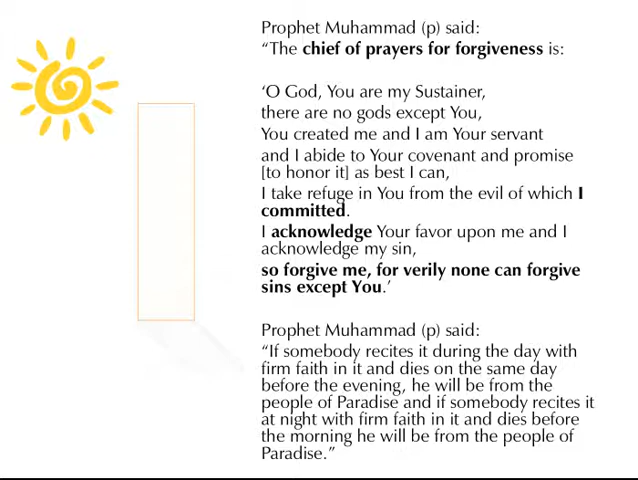 Prophet Muhammad (p) said:
“The chief of prayers for forgiveness is:
‘O God, You are my Sustainer,
there are no gods except You,
You created me and I am Your servant
and I abide to Your covenant and promise
[to honor it] as best I can,
I take refuge in You from the evil of which I
committed.
I acknowledge Your favor upon me and I
acknowledge my sin,
so forgive me, for verily none can forgive
sins except You.’
Prophet Muhammad (p) said:
“If somebody recites it during the day with
firm faith in it and dies on the same day
before the evening, he will be from the
people of Paradise and if somebody recites it
at night with firm faith in it and dies before
the morning he will be from the people of
Paradise.”